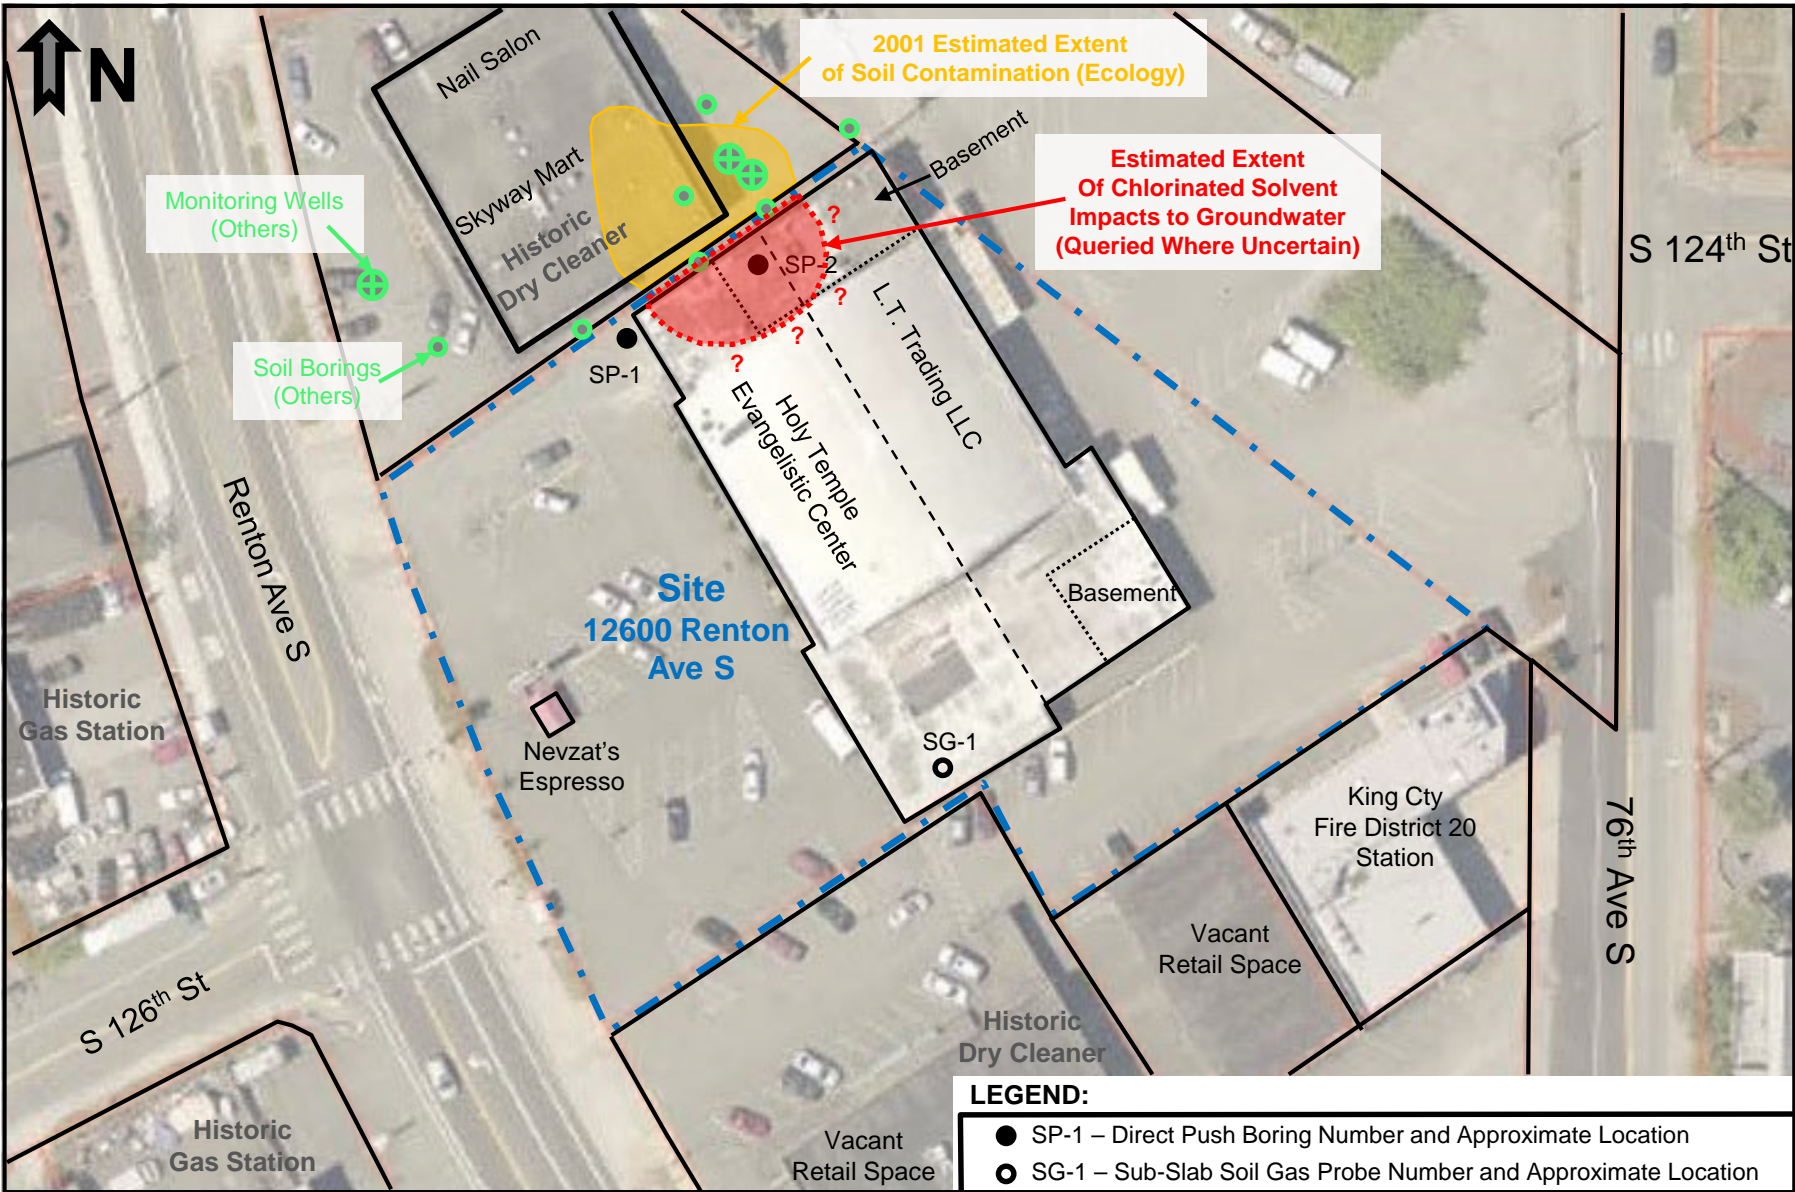 N
Nail Salon
Skyway Mart
Historic
Dry Cleaner
2001 Estimated Extent
of Soil Contamination (Ecology)
Basement
Estimated Extent
Of Chlorinated Solvent
Impacts to Groundwater
(Queried Where Uncertain)
S 124th St
Monitoring Wells
(Others)
Soil Borings
(Others)
SP-1
SP-2
?
?
?
?
L.T. Trading LLC
Holy Temple
Evangelistic Center
Basement
Renton Ave S
Site
12600 Renton
Ave S
Historic
Gas Station
Nevzat's
Espresso
SG-1
King Cty
Fire District 20
Station
76th Ave S
Vacant
Retail Space
S 126th St
Historic
Dry Cleaner
Historic
Gas Station
Vacant
Retail Space
LEGEND:
SP-1 – Direct Push Boring Number and Approximate Location
SG-1 – Sub-Slab Soil Gas Probe Number and Approximate Location